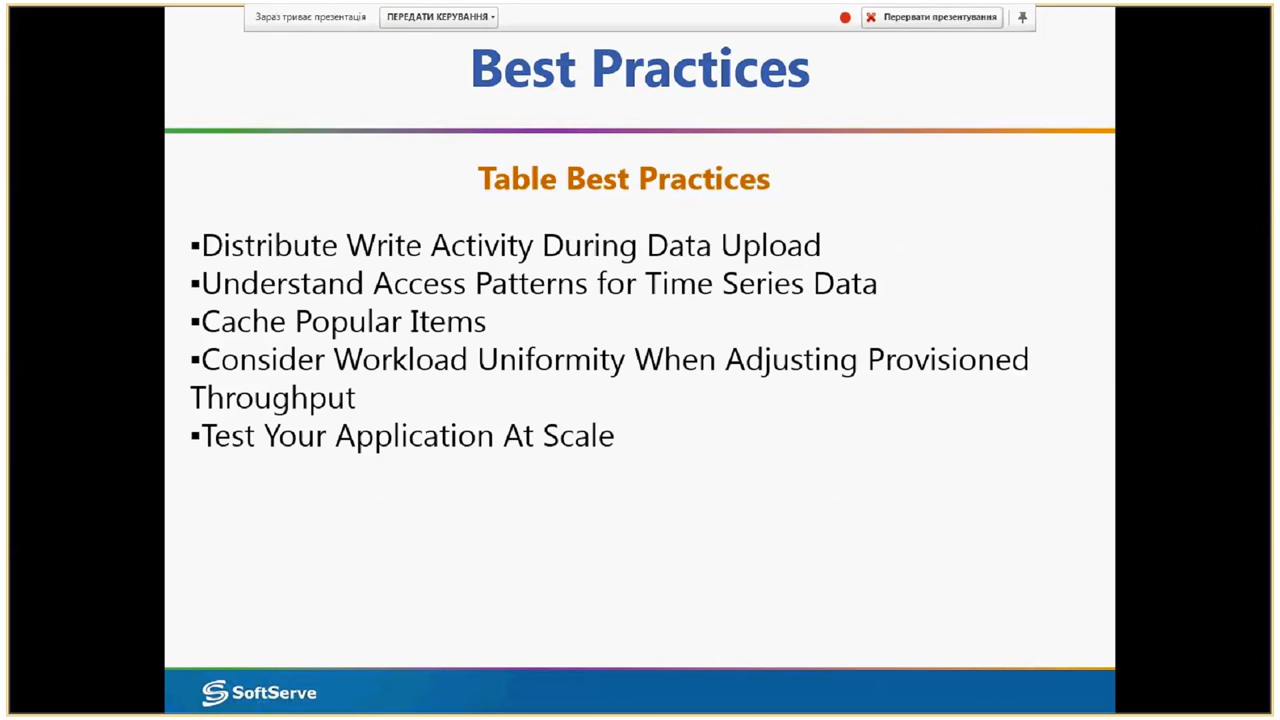 Зараз триває презентація ПЕРЕДАТИ КЕРУВАННЯ Перервати презентування
Best Practices
Table Best Practices
▪Distribute Write Activity During Data Upload
▪Understand Access Patterns for Time Series Data
▪Cache Popular Items
▪Consider Workload Uniformity When Adjusting Provisioned
Throughput
▪Test Your Application At Scale
SoftServe